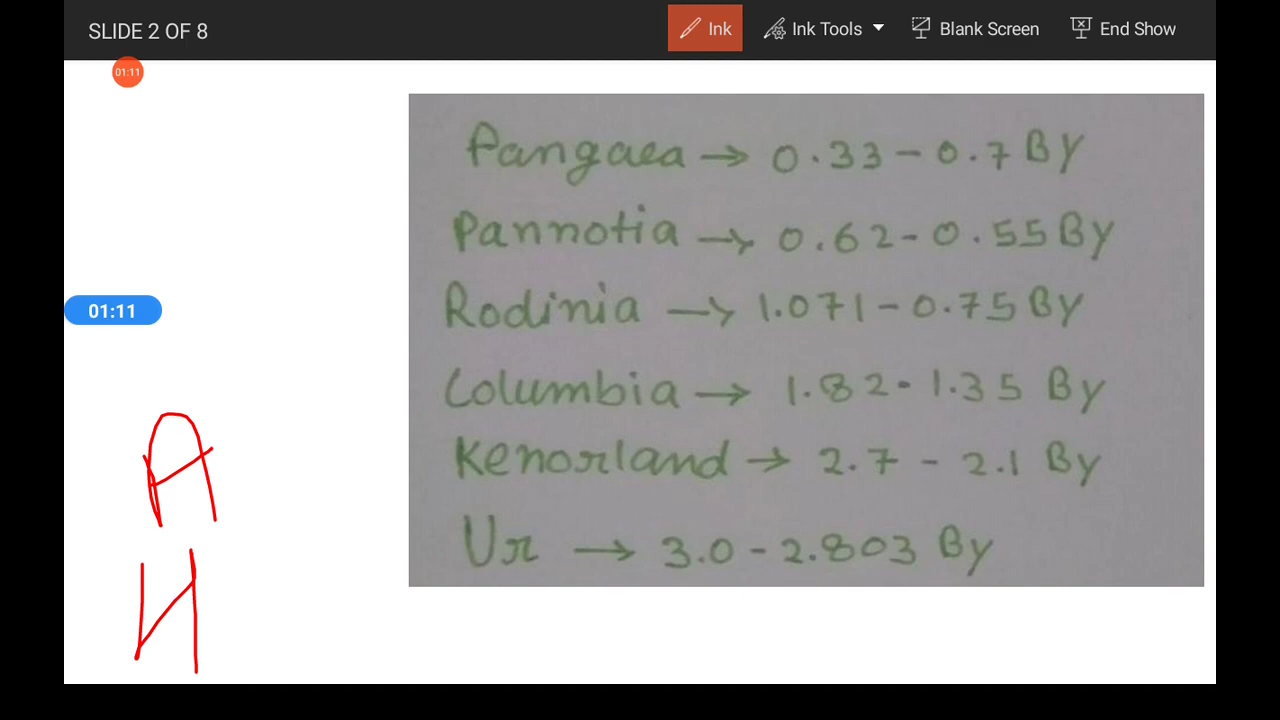 SLIDE 2 OF 8
Ink
Ink Tools
Blank Screen
End Show
01:11
Pangaea → 0.33 - 0.7 By
Pannotia → 0.62 - 0.55 By
Rodinia → 1.071 - 0.75 By
01:11
Columbia → 1.82 - 1.35 By
Kenorland → 2.7 - 2.1 By
Ur → 3.0 - 2.803 By
A
И